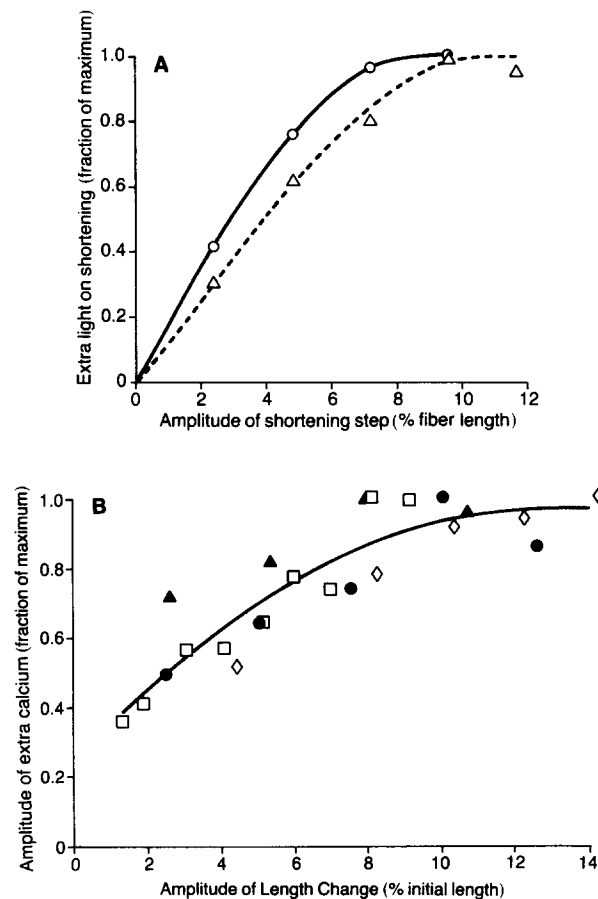 A
Extra light on shortening (fraction of maximum)
1.0
0.8
0.6
0.4
0.2
0
0 2 4 6 8 10 12
Amplitude of shortening step (% fiber length)
B
Amplitude of extra calcium (fraction of maximum)
1.0
0.8
0.6
0.4
0.2
0
0 2 4 6 8 10 12 14
Amplitude of Length Change (% initial length)